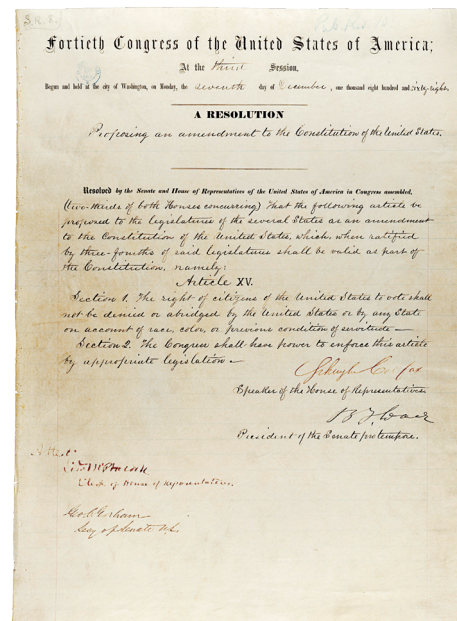 S.R.8.
Fortieth Congress of the United States of America;
At the third Session,
Begun and held at the city of Washington, on Monday, the seventh day of December, one thousand eight hundred and sixty-eight.
A RESOLUTION
Proposing an amendment to the Constitution of the United States.
Resolved by the Senate and House of Representatives of the United States of America in Congress assembled,
(two-thirds of both Houses concurring) That the following article be
proposed to the legislatures of the several States as an amendment
to the Constitution of the United States, which, when ratified
by three-fourths of said legislatures shall be valid as part of
the Constitution, namely:
Article XV.
Section 1. The right of citizens of the United States to vote shall
not be denied or abridged by the United States or by any State
on account of race, color, or previous condition of servitude—
Section 2. The Congress shall have power to enforce this article
by appropriate legislation—
Schuyler Colfax
Speaker of the House of Representatives.
B F Wade
President of the Senate pro tempore.
Attest:
Clerk of House of Representatives.
Geo. C. Gorham
Secy of Senate U.S.